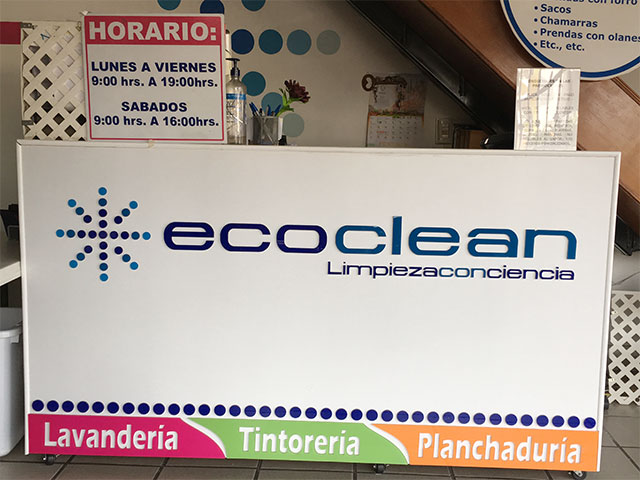 HORARIO:
LUNES A VIERNES
9:00 hrs. A 19:00hrs.
SABADOS
9:00 hrs. A 16:00hrs.
• Sacos
• Chamarras
• Prendas con olanes
• Etc., etc.
ecoclean
Limpiezaconciencia
Lavandería
Tintorería
Planchaduría